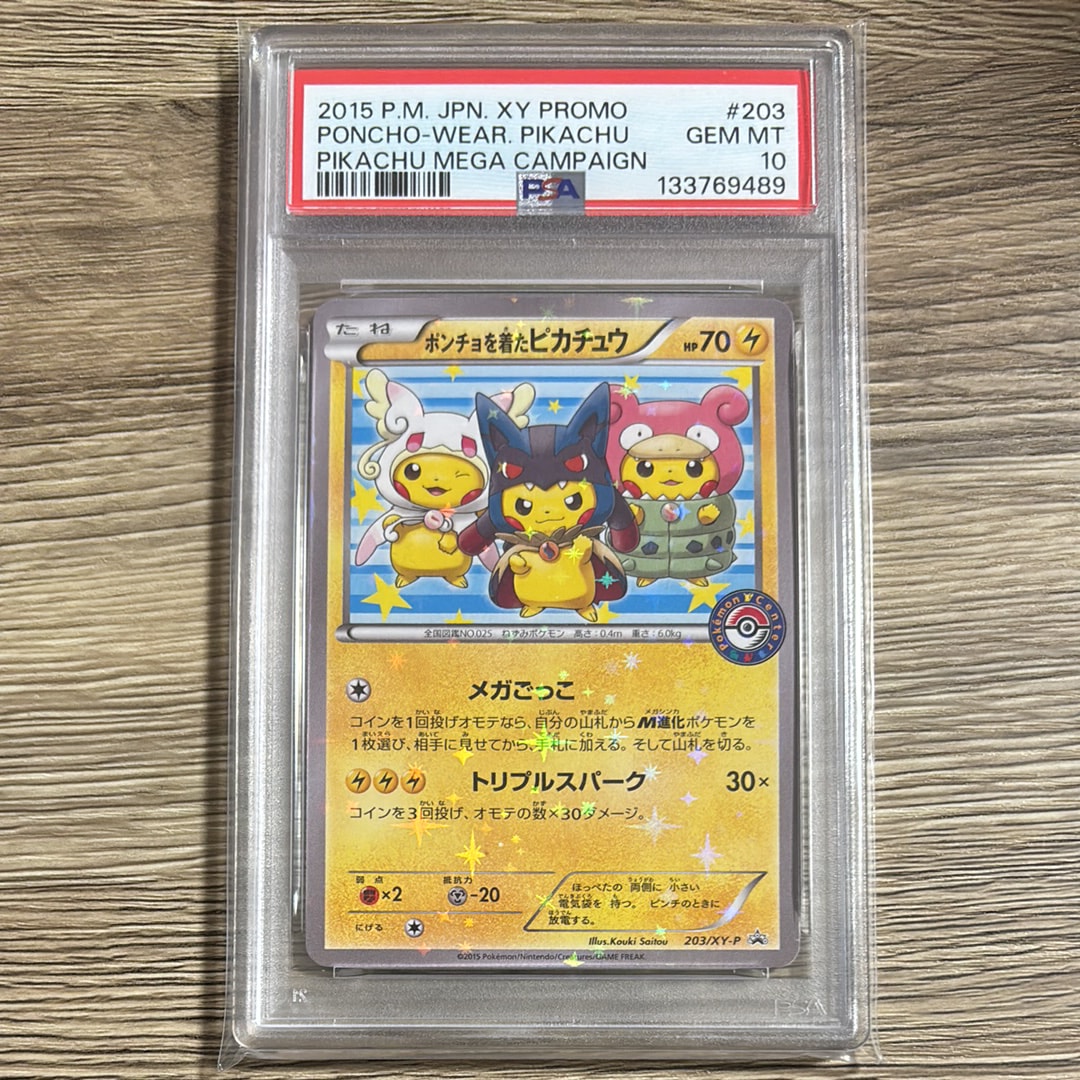 2015 P.M. JPN. XY PROMO #203
PONCHO-WEAR. PIKACHU GEM MT
PIKACHU MEGA CAMPAIGN 10
PSA 133769489
たね ポンチョを着たピカチュウ HP70
全国図鑑NO.025 ねずみポケモン 高さ:0.4m 重さ:6.0kg
Pokémon Center
メガごっこ
コインを1回投げオモテなら、自分の山札からM進化ポケモンを
1枚選び、相手に見せてから、手札に加える。そして山札を切る。
トリプルスパーク 30×
コインを3回投げ、オモテの数×30ダメージ。
弱点 抵抗力
×2 -20
ほっぺたの 両側に 小さい
電気袋を 持つ。 ピンチのときに
放電する。
にげる
Illus.Kouki Saitou 203/XY-P
©2015 Pokémon/Nintendo/Creatures/GAME FREAK.
PSA